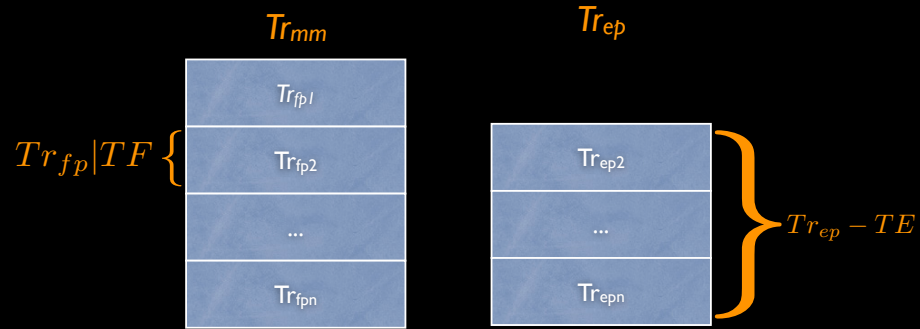 Tr_mm
Tr_ep
Tr_fp1
Tr_fp|TF
Tr_fp2
Tr_ep2
...
...
Tr_ep − TE
Tr_fpn
Tr_epn